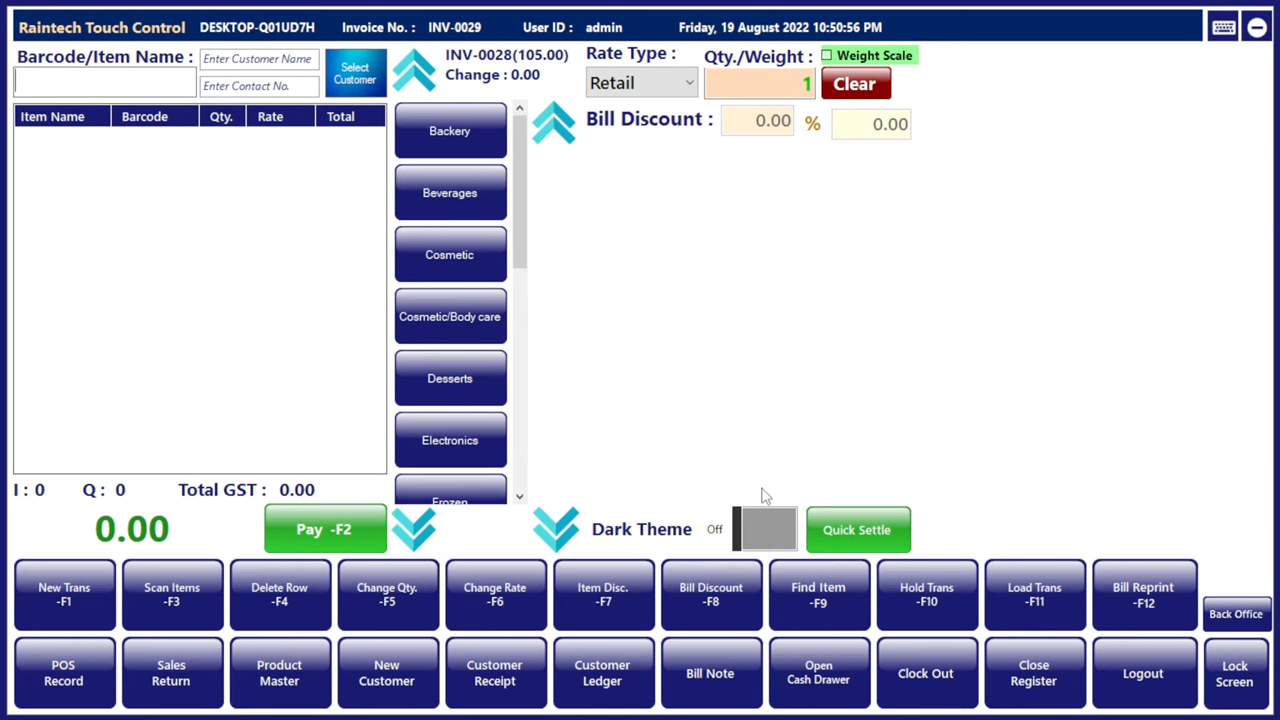 Raintech Touch Control DESKTOP-Q01UD7H Invoice No. : INV-0029 User ID : admin Friday, 19 August 2022 10:50:56 PM
Barcode/Item Name :
Enter Customer Name
Enter Contact No.
Select
Customer
INV-0028(105.00)
Change : 0.00
Rate Type :
Retail
Qty./Weight :
Weight Scale
1
Clear
Bill Discount : 0.00 % 0.00
Item Name Barcode Qty. Rate Total
Backery
Beverages
Cosmetic
Cosmetic/Body care
Desserts
Electronics
Frozen
I : 0 Q : 0 Total GST : 0.00
0.00
Pay -F2
Dark Theme Off
Quick Settle
New Trans
-F1
Scan Items
-F3
Delete Row
-F4
Change Qty.
-F5
Change Rate
-F6
Item Disc.
-F7
Bill Discount
-F8
Find Item
-F9
Hold Trans
-F10
Load Trans
-F11
Bill Reprint
-F12
Back Office
POS
Record
Sales
Return
Product
Master
New
Customer
Customer
Receipt
Customer
Ledger
Bill Note
Open
Cash Drawer
Clock Out
Close
Register
Logout
Lock
Screen